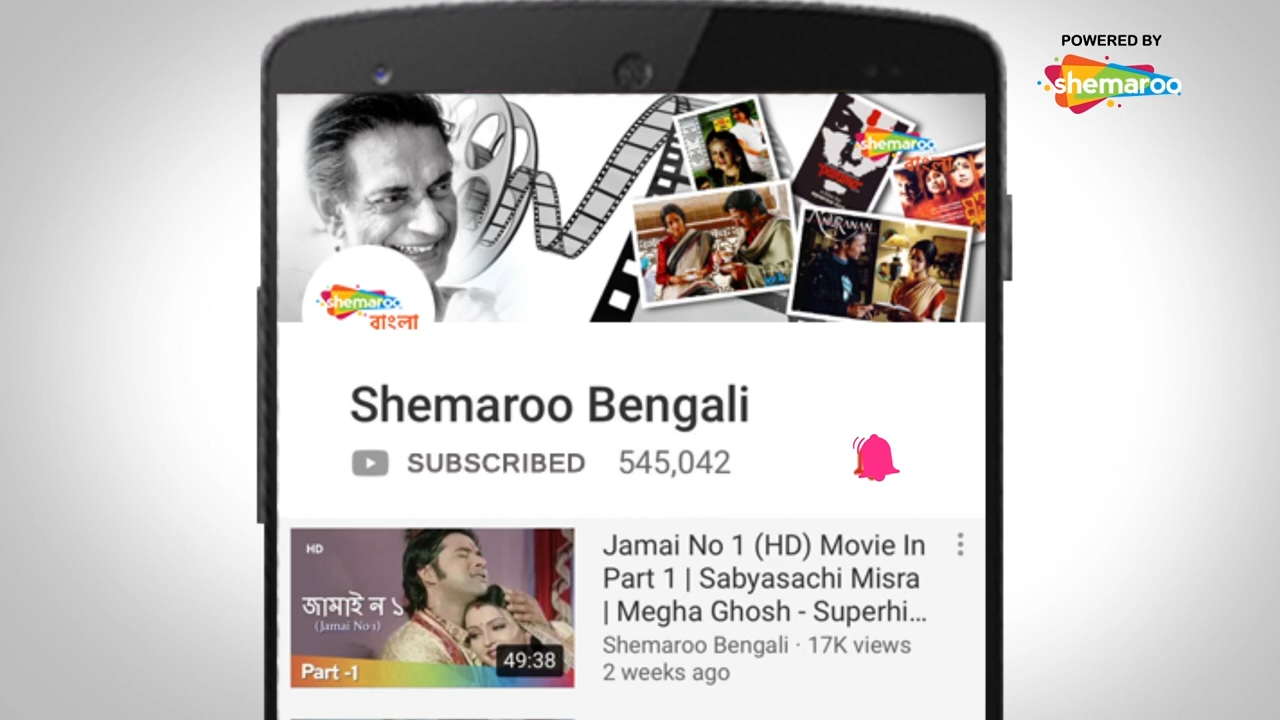 POWERED BY
shemaroo
shemaroo
বাংলা
ANURANAN
shemaroo
বাংলা
Shemaroo Bengali
SUBSCRIBED 545,042
HD
জামাই ন ১
(Jamai No 1)
Part -1
49:38
Jamai No 1 (HD) Movie In
Part 1 | Sabyasachi Misra
| Megha Ghosh - Superhi...
Shemaroo Bengali · 17K views
2 weeks ago